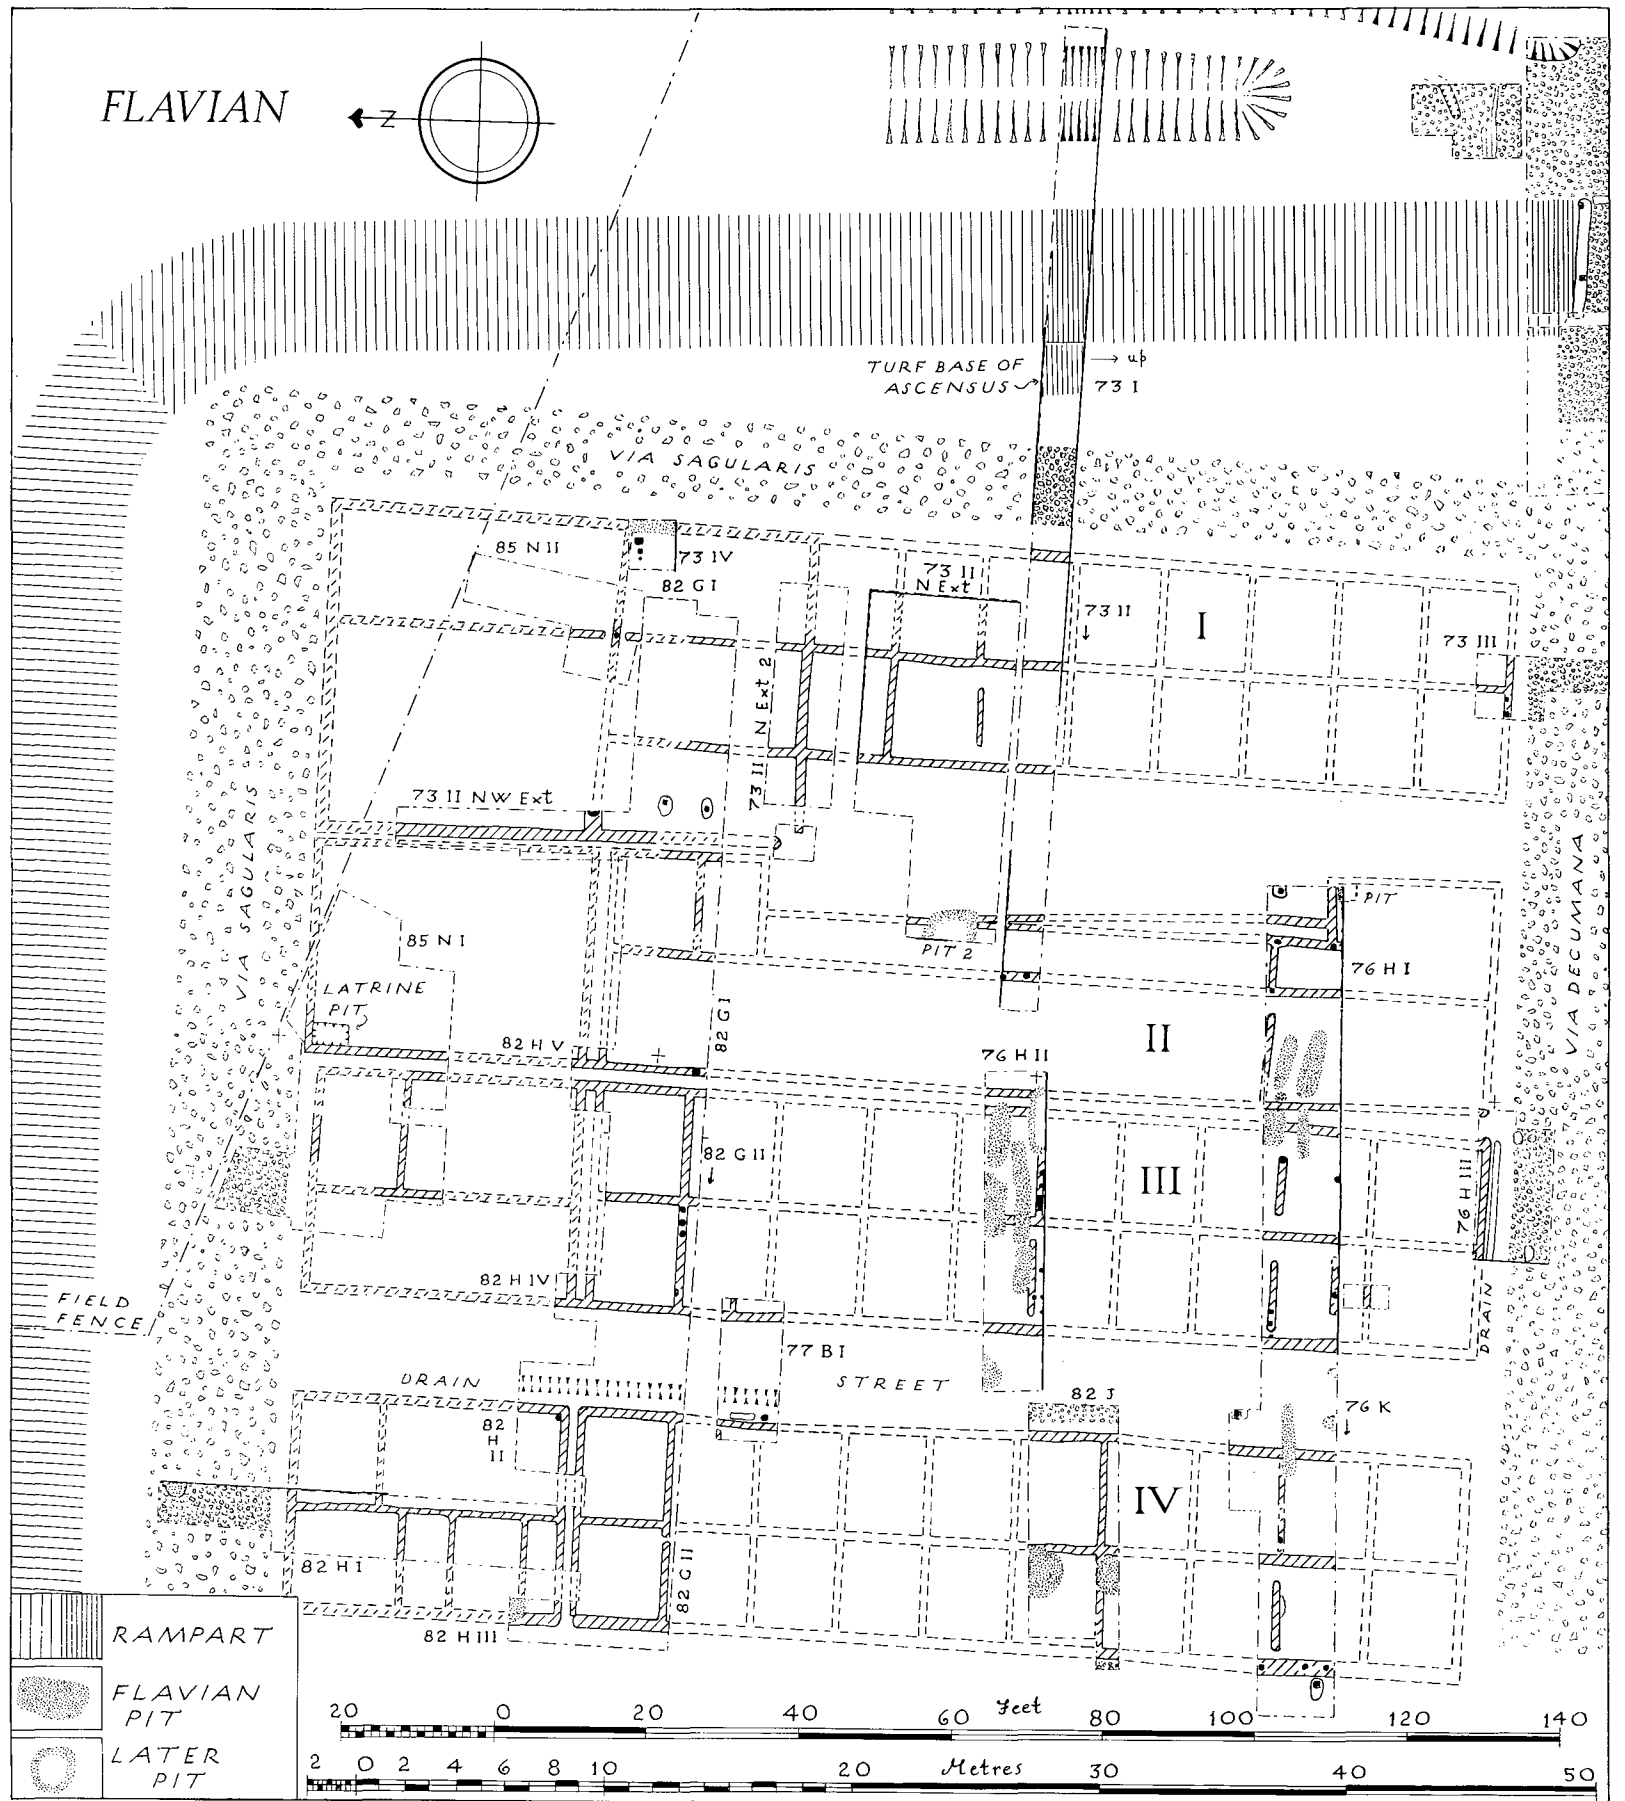 FLAVIAN
N
TURF BASE OF
ASCENSUS
→ up
73 I
VIA SAGULARIS
85 N II
73 IV
82 G I
73 II
N Ext
73 II
I
73 III
73 II N Ext 2
73 II NW Ext
VIA SAGULARIS
VIA DECUMANA
PIT
85 N I
PIT 2
76 H I
LATRINE
PIT
82 G I
82 H V
II
76 H II
82 G II
III
76 H III
82 H IV
FIELD
FENCE
DRAIN
77 B I
DRAIN
STREET
82 J
76 K
82
H
II
IV
82 H I
82 G II
82 H III
RAMPART
FLAVIAN
PIT
LATER
PIT
20 0 20 40 60 Feet 80 100 120 140
2 0 2 4 6 8 10 20 Metres 30 40 50